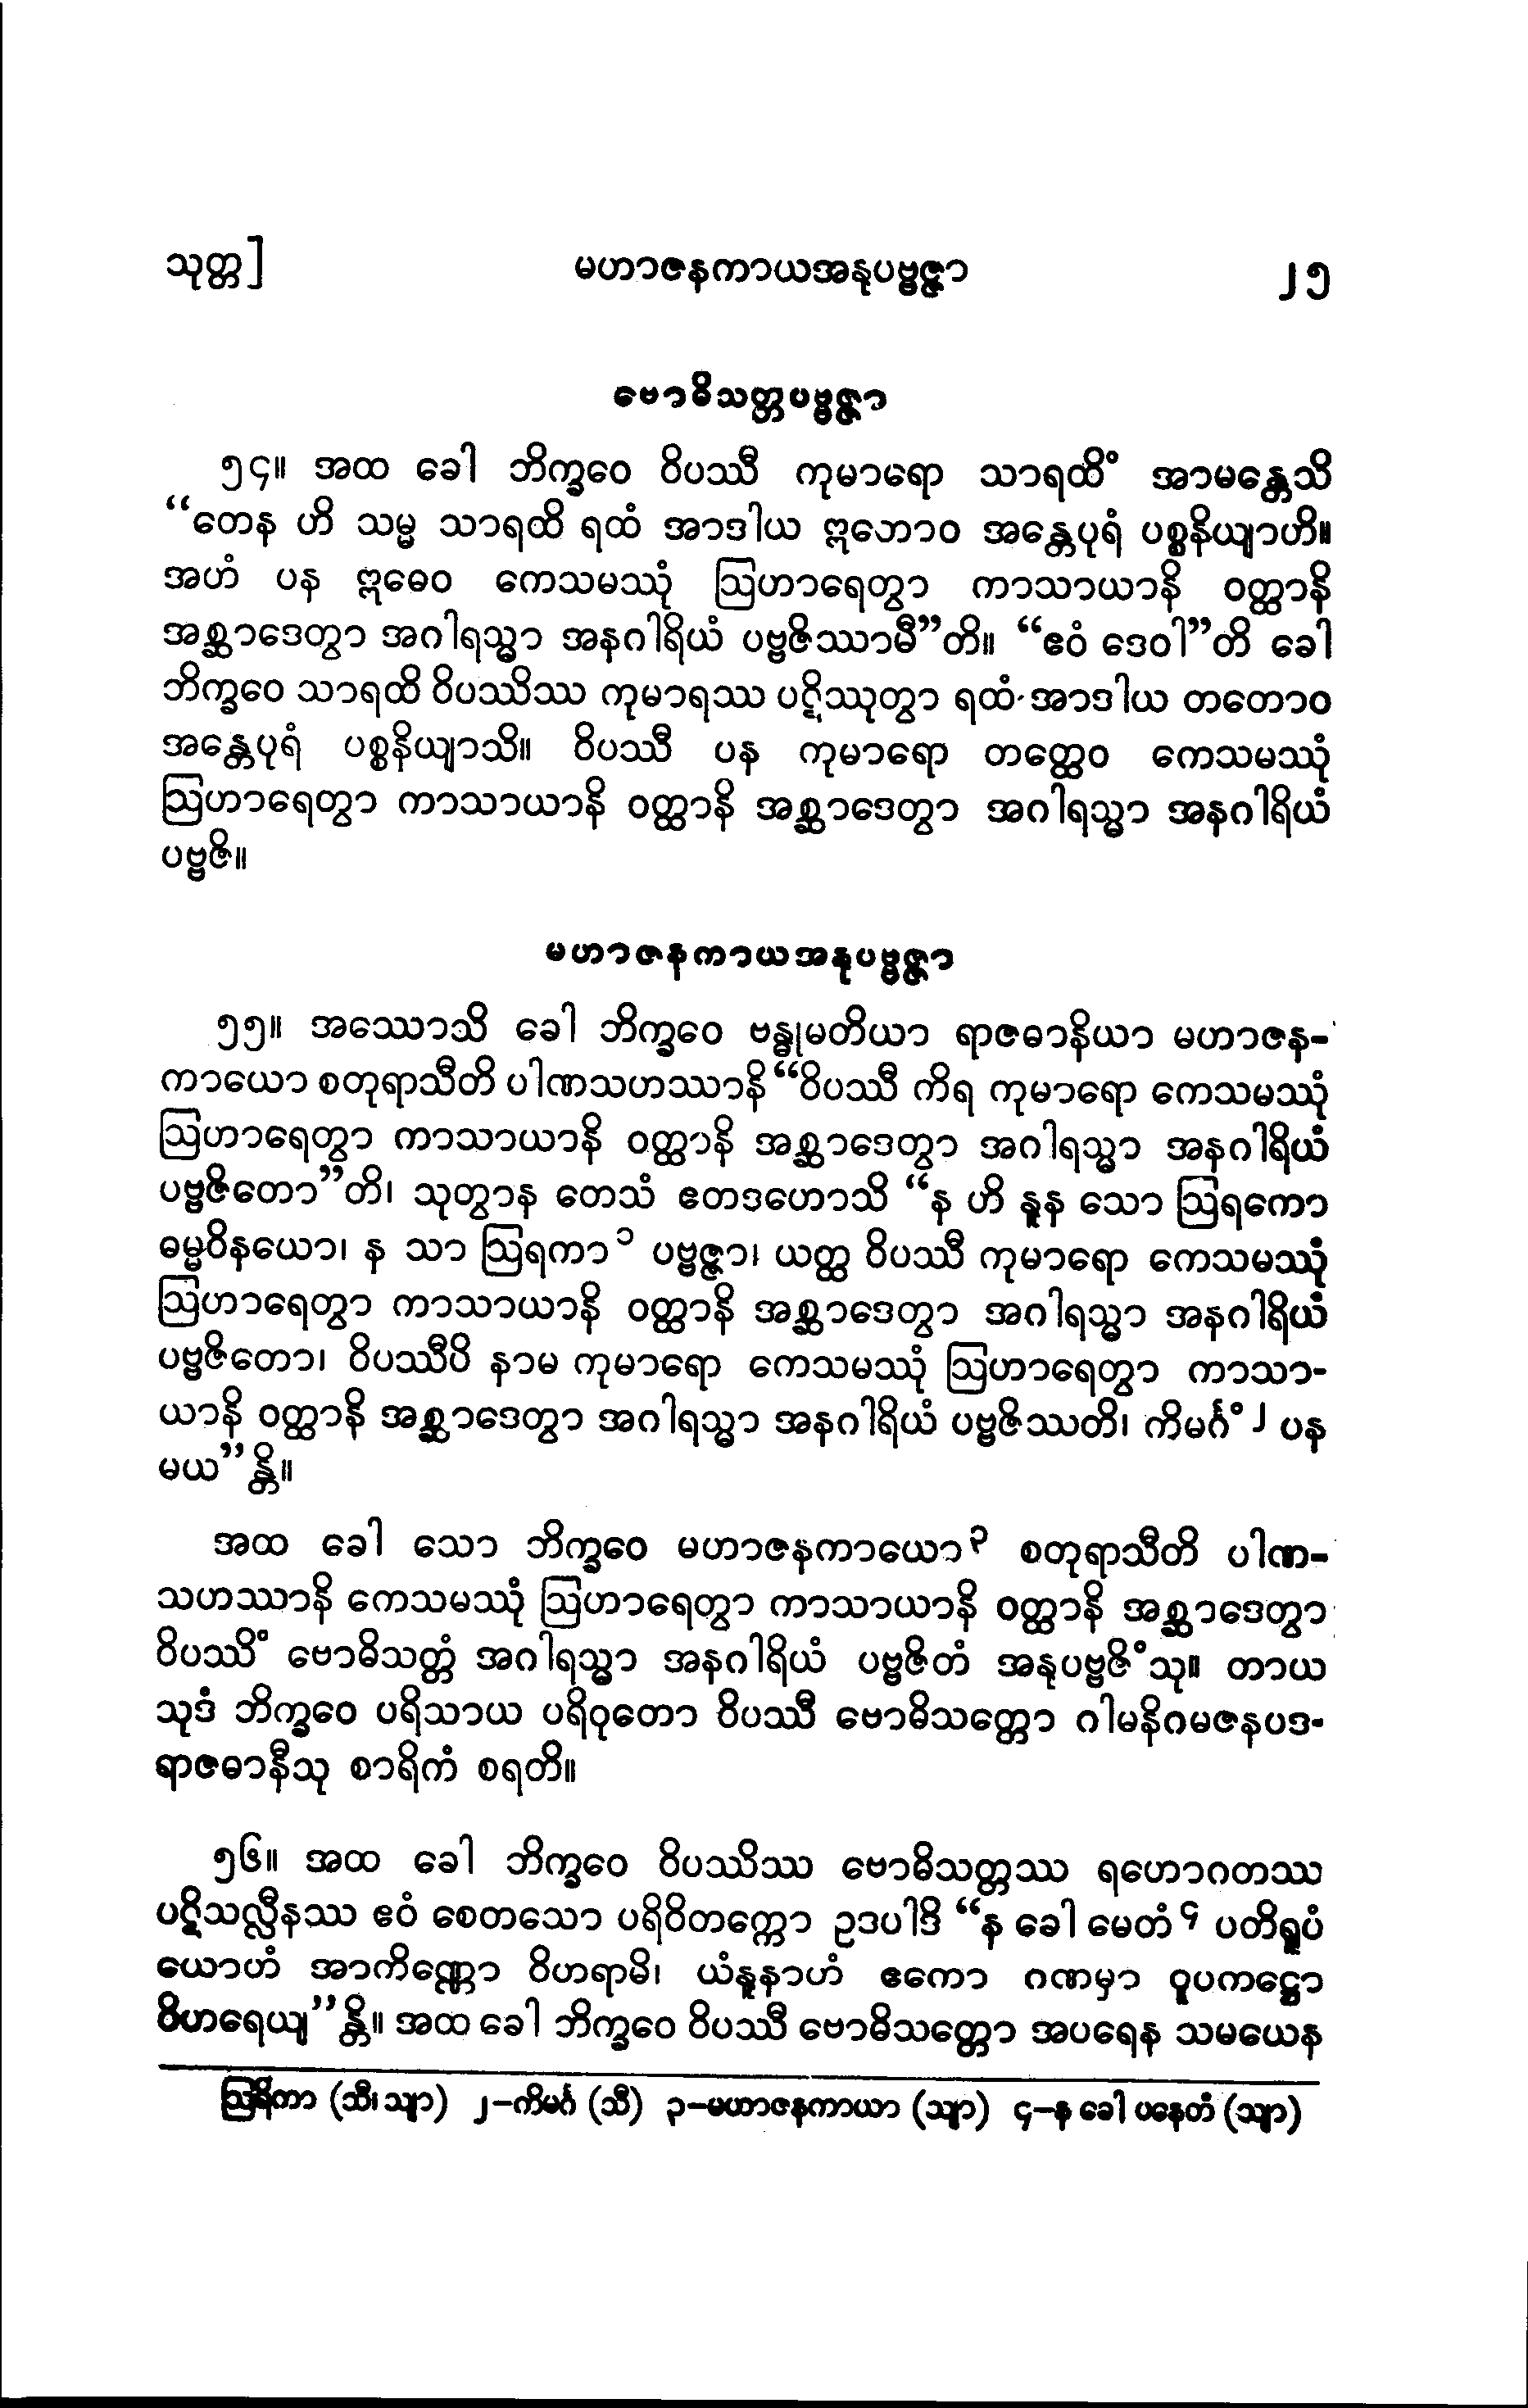 သုတ္တ]	မဟာဇနကာယအနုပဗ္ဗဇ္ဇာ	၂၅
ဗောဓိသတ္တပဗ္ဗဇ္ဇာ
၅၄။ အထ ခေါ ဘိက္ခဝေ ဝိပဿီ ကုမာရော သာရထိံ အာမန္တေသိ
“တေန ဟိ သမ္မ သာရထိ ရထံ အာဒါယ ဣတောဝ အန္တေပုရံ ပစ္စနိယျာဟိ။
အဟံ ပန ဣဓေဝ ကေသမဿုံ ဩဟာရေတွာ ကာသာယာနိ ဝတ္ထာနိ
အစ္ဆာဒေတွာ အဂါရသ္မာ အနဂါရိယံ ပဗ္ဗဇိဿာမီ”တိ။ “ဧဝံ ဒေဝါ”တိ ခေါ
ဘိက္ခဝေ သာရထိ ဝိပဿိဿ ကုမာရဿ ပဋိဿုတွာ ရထံ အာဒါယ တတောဝ
အန္တေပုရံ ပစ္စနိယျာသိ။ ဝိပဿီ ပန ကုမာရော တတ္ထေဝ ကေသမဿုံ
ဩဟာရေတွာ ကာသာယာနိ ဝတ္ထာနိ အစ္ဆာဒေတွာ အဂါရသ္မာ အနဂါရိယံ
ပဗ္ဗဇိ။
မဟာဇနကာယအနုပဗ္ဗဇ္ဇာ
၅၅။ အဿောသိ ခေါ ဘိက္ခဝေ ဗန္ဓုမတိယာ ရာဇဓာနိယာ မဟာဇန-
ကာယော စတုရာသီတိ ပါဏသဟဿာနိ “ဝိပဿီ ကိရ ကုမာရော ကေသမဿုံ
ဩဟာရေတွာ ကာသာယာနိ ဝတ္ထာနိ အစ္ဆာဒေတွာ အဂါရသ္မာ အနဂါရိယံ
ပဗ္ဗဇိတော”တိ၊ သုတွာန တေသံ ဧတဒဟောသိ “န ဟိ နူန သော ဩရကော
ဓမ္မဝိနယော၊ န သာ ဩရကာ ၁ ပဗ္ဗဇ္ဇာ၊ ယတ္ထ ဝိပဿီ ကုမာရော ကေသမဿုံ
ဩဟာရေတွာ ကာသာယာနိ ဝတ္ထာနိ အစ္ဆာဒေတွာ အဂါရသ္မာ အနဂါရိယံ
ပဗ္ဗဇိတော၊ ဝိပဿီပိ နာမ ကုမာရော ကေသမဿုံ ဩဟာရေတွာ ကာသာ-
ယာနိ ဝတ္ထာနိ အစ္ဆာဒေတွာ အဂါရသ္မာ အနဂါရိယံ ပဗ္ဗဇိဿတိ၊ ကိမင်္ဂံ ၂ ပန
မယ”န္တိ။
အထ ခေါ သော ဘိက္ခဝေ မဟာဇနကာယော ၃ စတုရာသီတိ ပါဏ-
သဟဿာနိ ကေသမဿုံ ဩဟာရေတွာ ကာသာယာနိ ဝတ္ထာနိ အစ္ဆာဒေတွာ
ဝိပဿိံ ဗောဓိသတ္တံ အဂါရသ္မာ အနဂါရိယံ ပဗ္ဗဇိတံ အနုပဗ္ဗဇိံသု။ တာယ
သုဒံ ဘိက္ခဝေ ပရိသာယ ပရိဝုတော ဝိပဿီ ဗောဓိသတ္တော ဂါမနိဂမဇနပဒ-
ရာဇဓာနီသု စာရိကံ စရတိ။
၅၆။ အထ ခေါ ဘိက္ခဝေ ဝိပဿိဿ ဗောဓိသတ္တဿ ရဟောဂတဿ
ပဋိသလ္လီနဿ ဧဝံ စေတသော ပရိဝိတက္ကော ဥဒပါဒိ “န ခေါ မေတံ ၄ ပတိရူပံ
ယောဟံ အာကိဏ္ဏော ဝိဟရာမိ၊ ယံနူနာဟံ ဧကော ဂဏမှာ ဝူပကဋ္ဌော
ဝိဟရေယျ”န္တိ။ အထ ခေါ ဘိက္ခဝေ ဝိပဿီ ဗောဓိသတ္တော အပရေန သမယေန
ဩရိကာ (သီ၊ သျာ) ၂-ကိမင်္ဂ (သီ) ၃-မဟာဇနကာယာ (သျာ) ၄-န ခေါ ပနေတံ (သျာ)